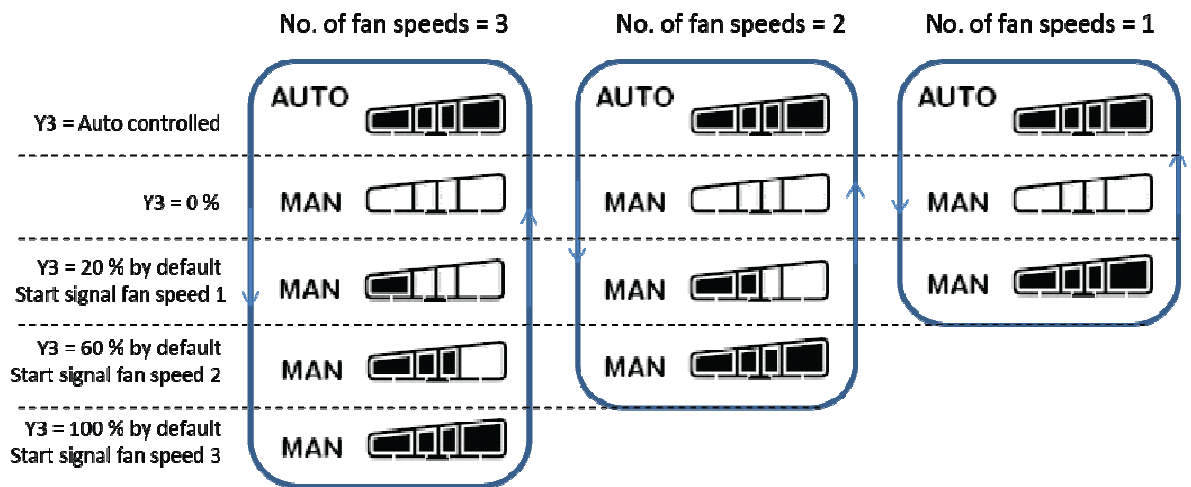 No. of fan speeds = 3 No. of fan speeds = 2 No. of fan speeds = 1
Y3 = Auto controlled AUTO AUTO AUTO
Y3 = 0 % MAN MAN MAN
Y3 = 20 % by default
Start signal fan speed 1 MAN MAN MAN
Y3 = 60 % by default
Start signal fan speed 2 MAN MAN
Y3 = 100 % by default
Start signal fan speed 3 MAN